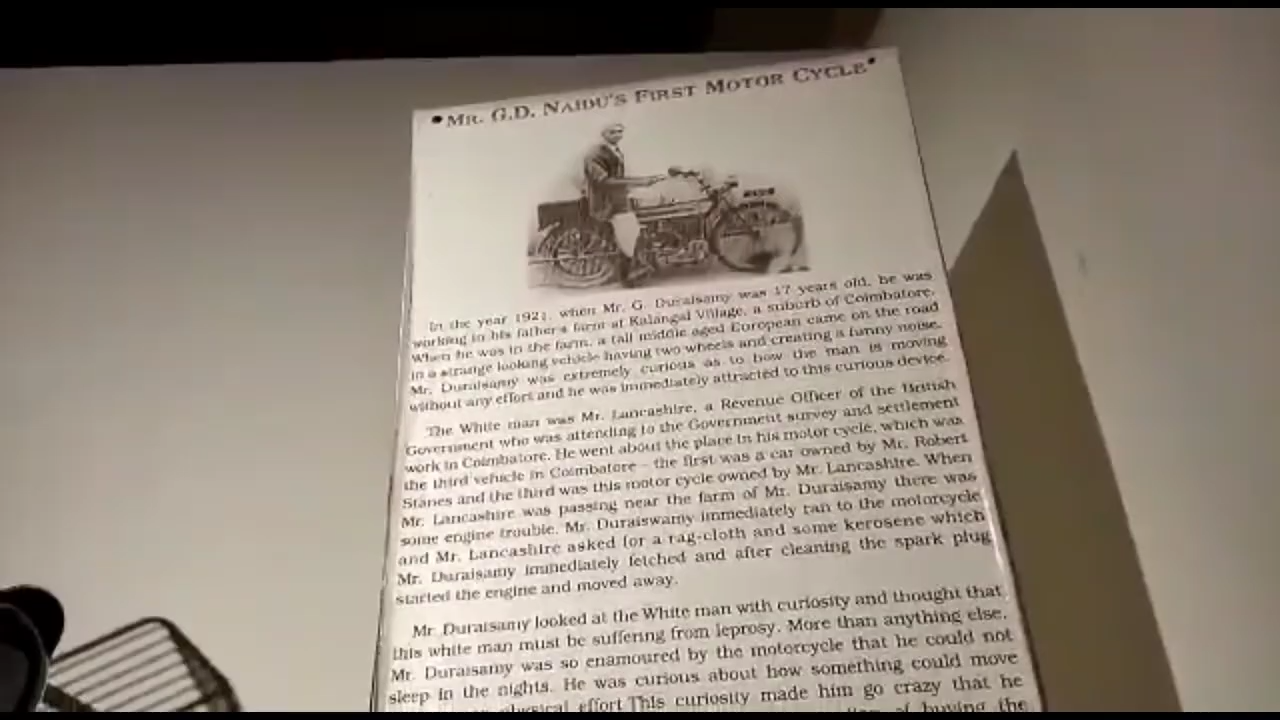 MR. G.D. NAIDU'S FIRST MOTOR CYCLE
In the year 1921, when Mr. G. Duraisamy was 17 years old, he was
working in his father's farm at Kalangal Village, a suburb of Coimbatore.
When he was in the farm, a tall middle aged European came on the road
in a strange looking vehicle having two wheels and creating a funny noise.
Mr. Duraisamy was extremely curious as to how the man is moving
without any effort and he was immediately attracted to this curious device.
The White man was Mr. Lancashire, a Revenue Officer of the British
Government who was attending to the Government survey and settlement
work in Coimbatore. He went about the place in his motor cycle, which was
the third vehicle in Coimbatore - the first was a car owned by Mr. Robert
Stanes and the third was this motor cycle owned by Mr. Lancashire. When
Mr. Lancashire was passing near the farm of Mr. Duraisamy there was
some engine trouble. Mr. Duraiswamy immediately ran to the motorcycle
and Mr. Lancashire asked for a rag-cloth and some kerosene which
Mr. Duraisamy immediately fetched and after cleaning the spark plug
started the engine and moved away.
Mr. Duraisamy looked at the White man with curiosity and thought that
this white man must be suffering from leprosy. More than anything else,
Mr. Duraisamy was so enamoured by the motorcycle that he could not
sleep in the nights. He was curious about how something could move
physical effort This curiosity made him go crazy that he
of buying the